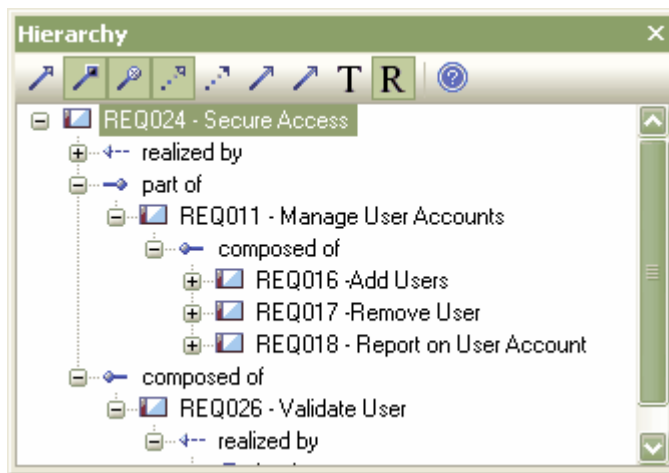 Hierarchy
T R ?
REQ024 - Secure Access
realized by
part of
REQ011 - Manage User Accounts
composed of
REQ016 -Add Users
REQ017 -Remove User
REQ018 - Report on User Account
composed of
REQ026 - Validate User
realized by